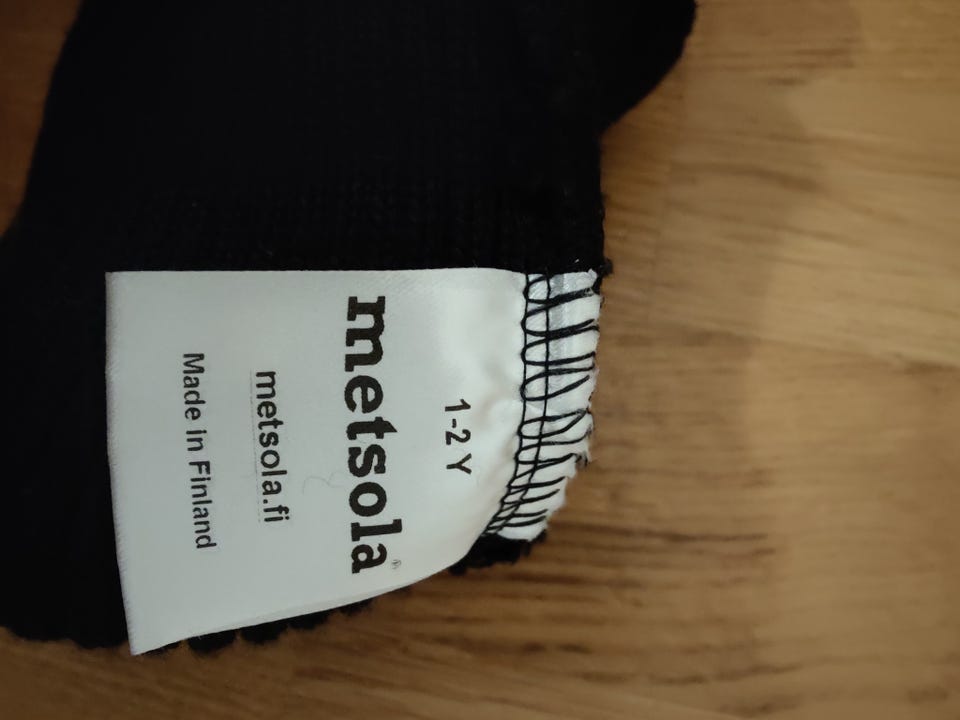 1-2 Y
metsola®
metsola.fi
Made in Finland